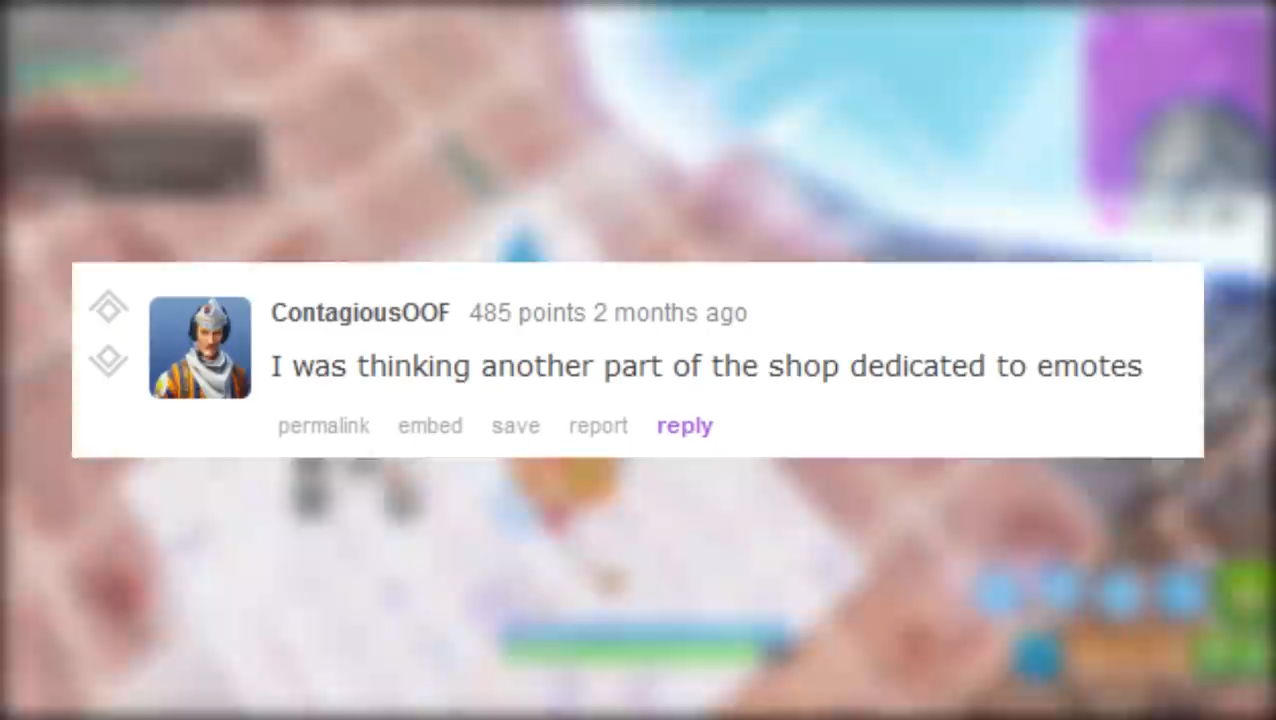 ContagiousOOF 485 points 2 months ago
I was thinking another part of the shop dedicated to emotes
permalink embed save report reply